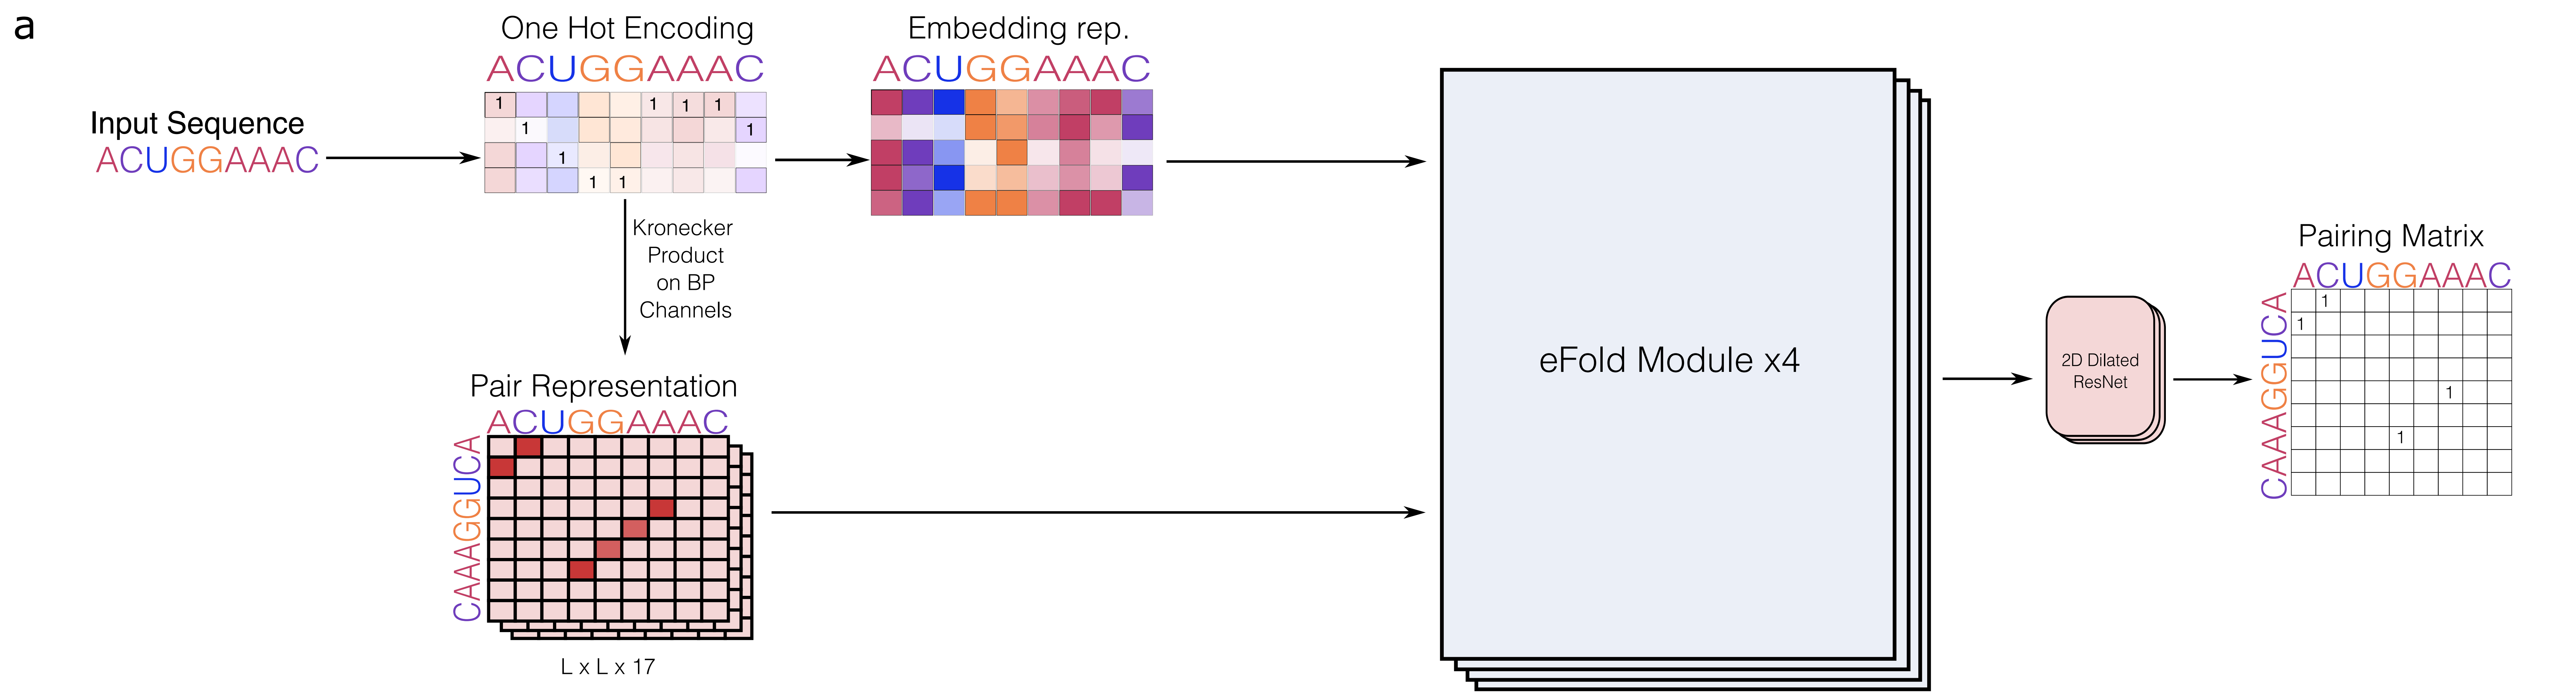 a
Input Sequence
ACUGGAAAC
One Hot Encoding
ACUGGAAAC
1 1 1 1
1 1
1
1 1
Embedding rep.
ACUGGAAAC
Kronecker
Product
on BP
Channels
Pair Representation
ACUGGAAAC
CAAAGGUCA
L x L x 17
eFold Module x4
2D Dilated
ResNet
Pairing Matrix
ACUGGAAAC
CAAAGGUCA
1
1
1
1